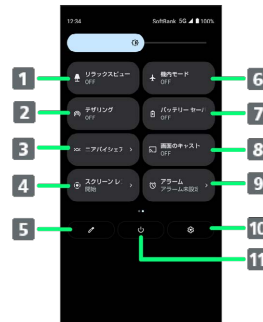 12:34 SoftBank 5G 100%
1 リラックスビュー 機内モード 6
OFF OFF
2 テザリング バッテリー セーバ 7
OFF OFF
3 ニアバイシェア 画面のキャスト 8
OFF
4 スクリーン レ アラーム 9
開始 アラーム未設定
5 10
11